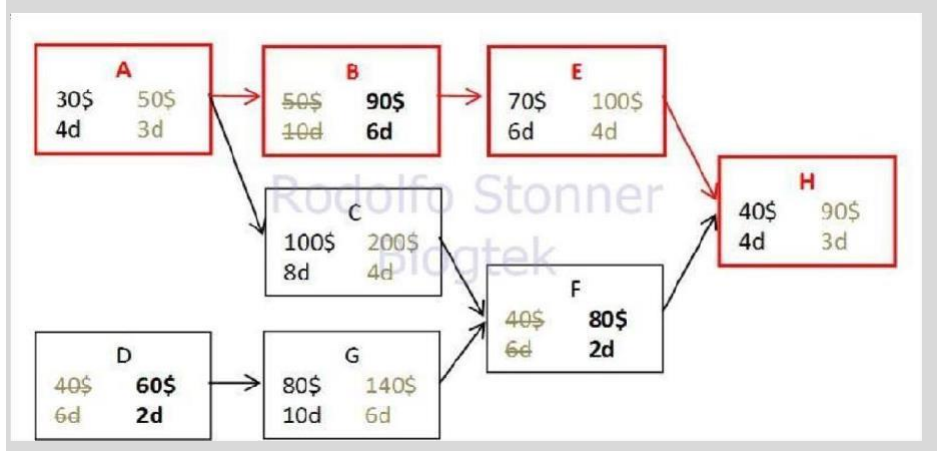 A
30$ 50$
4d 3d
B
50$ 90$
10d 6d
E
70$ 100$
6d 4d
H
40$ 90$
4d 3d
Rodolfo Stonner
Blogtek
C
100$ 200$
8d 4d
F
40$ 80$
6d 2d
D
40$ 60$
6d 2d
G
80$ 140$
10d 6d